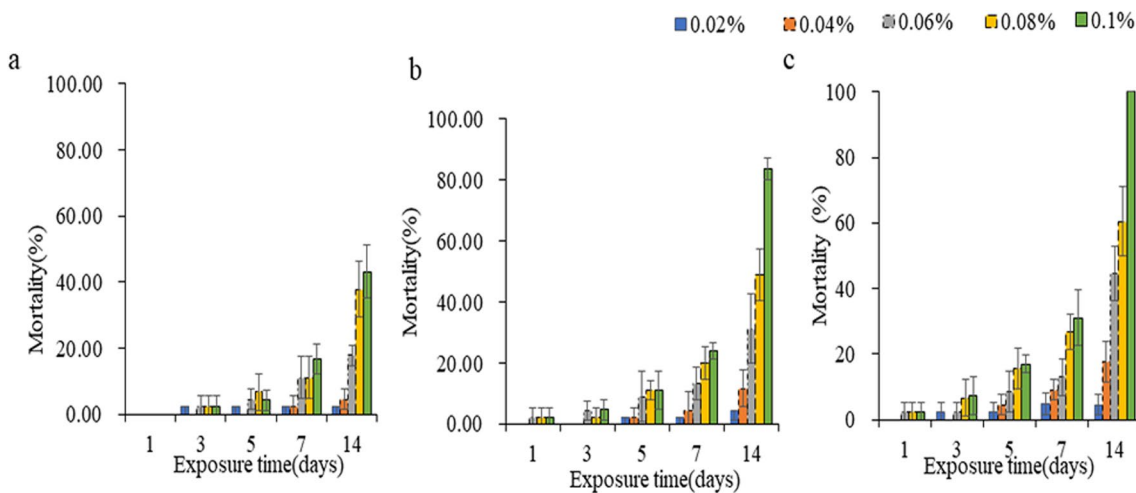 0.02% 0.04% 0.06% 0.08% 0.1%
a
100.00
80.00
60.00
40.00
20.00
0.00
Mortality(%)
1 3 5 7 14
Exposure time(days)
b
100.00
80.00
60.00
40.00
20.00
0.00
Mortality(%)
1 3 5 7 14
Exposure time(days)
c
100
80
60
40
20
0
Mortality (%)
1 3 5 7 14
Exposure time(days)